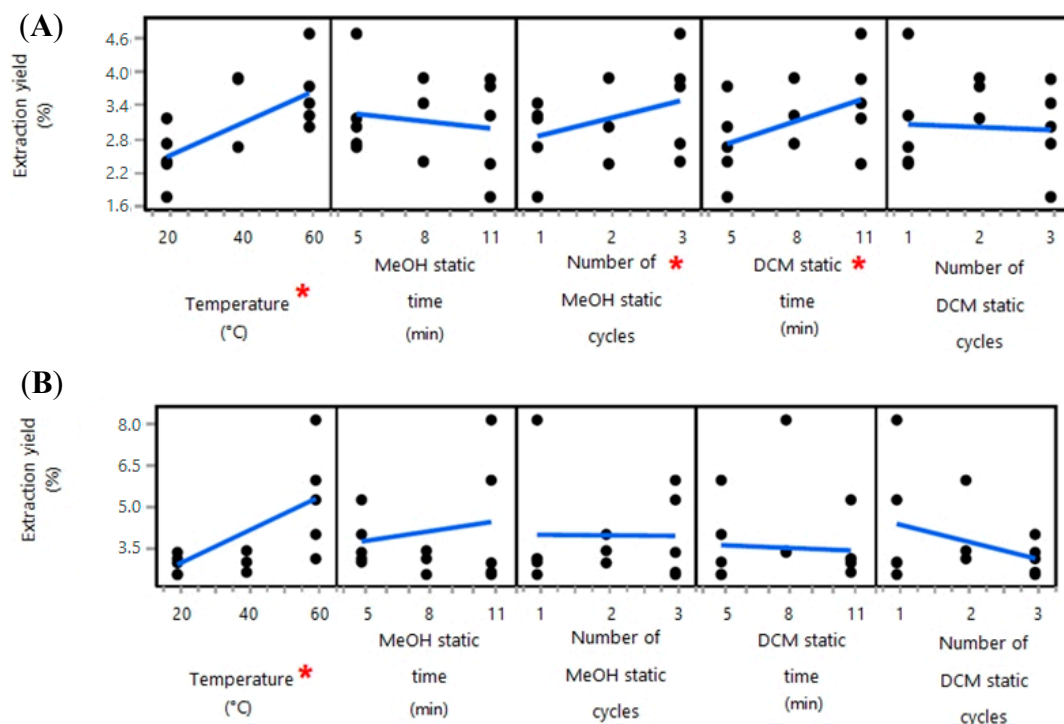 (A)
Extraction yield
(%)
4.6
4.0
3.4
2.8
2.2
1.6
20 40 60 5 8 11 1 2 3 5 8 11 1 2 3
Temperature *
(°C)
MeOH static
time
(min)
Number of *
MeOH static
cycles
DCM static *
time
(min)
Number of
DCM static
cycles
(B)
Extraction yield
(%)
8.0
6.5
5.0
3.5
20 40 60 5 8 11 1 2 3 5 8 11 1 2 3
Temperature *
(°C)
MeOH static
time
(min)
Number of
MeOH static
cycles
DCM static
time
(min)
Number of
DCM static
cycles